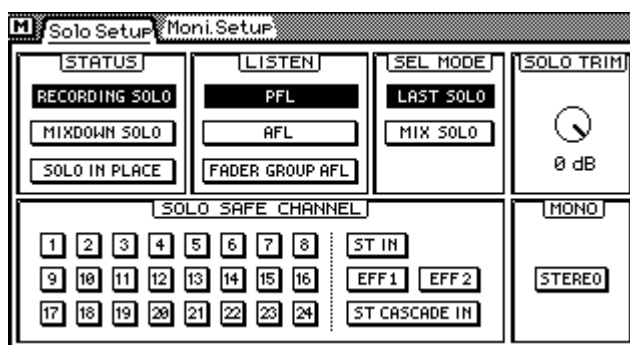 M Solo Setup Moni.Setup
STATUS LISTEN SEL MODE SOLO TRIM
RECORDING SOLO PFL LAST SOLO
MIXDOWN SOLO AFL MIX SOLO
SOLO IN PLACE FADER GROUP AFL 0 dB
SOLO SAFE CHANNEL MONO
1 2 3 4 5 6 7 8 ST IN
9 10 11 12 13 14 15 16 EFF1 EFF2 STEREO
17 18 19 20 21 22 23 24 ST CASCADE IN